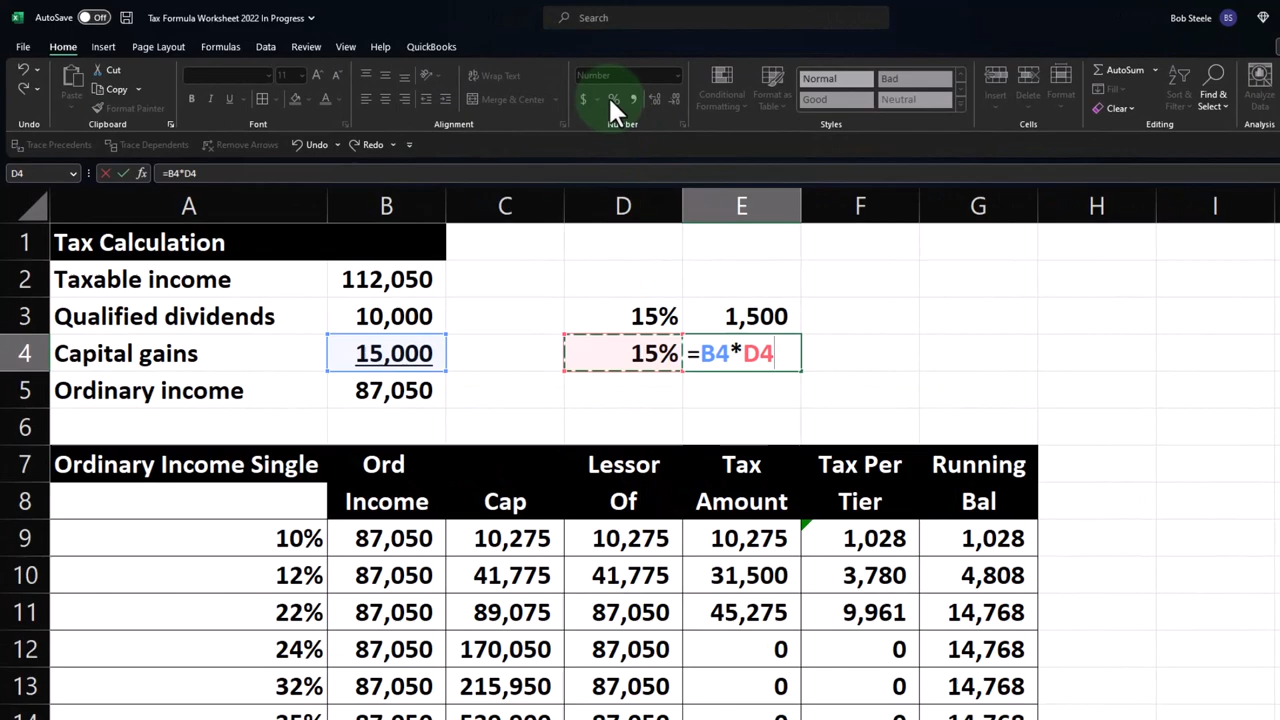 AutoSave Off Tax Formula Worksheet 2022 In Progress Search Bob Steele BS
File Home Insert Page Layout Formulas Data Review View Help QuickBooks
Cut Number 11 Wrap Text Normal Bad AutoSum
Paste Copy Format Painter B I U Merge & Center $ % Conditional Formatting Format as Table Good Neutral Insert Delete Format Fill Clear Sort & Filter Find & Select Analyze Data
Undo Clipboard Font Alignment Number Styles Cells Editing Analysis
Trace Precedents Trace Dependents Remove Arrows Undo Redo
D4 fx =B4*D4
A B C D E F G H I
1 Tax Calculation
2 Taxable income 112,050
3 Qualified dividends 10,000 15% 1,500
4 Capital gains 15,000 15% =B4*D4
5 Ordinary income 87,050
6
7 Ordinary Income Single Ord Lessor Tax Tax Per Running
8 Income Cap Of Amount Tier Bal
9 10% 87,050 10,275 10,275 10,275 1,028 1,028
10 12% 87,050 41,775 41,775 31,500 3,780 4,808
11 22% 87,050 89,075 87,050 45,275 9,961 14,768
12 24% 87,050 170,050 87,050 0 0 14,768
13 32% 87,050 215,950 87,050 0 0 14,768